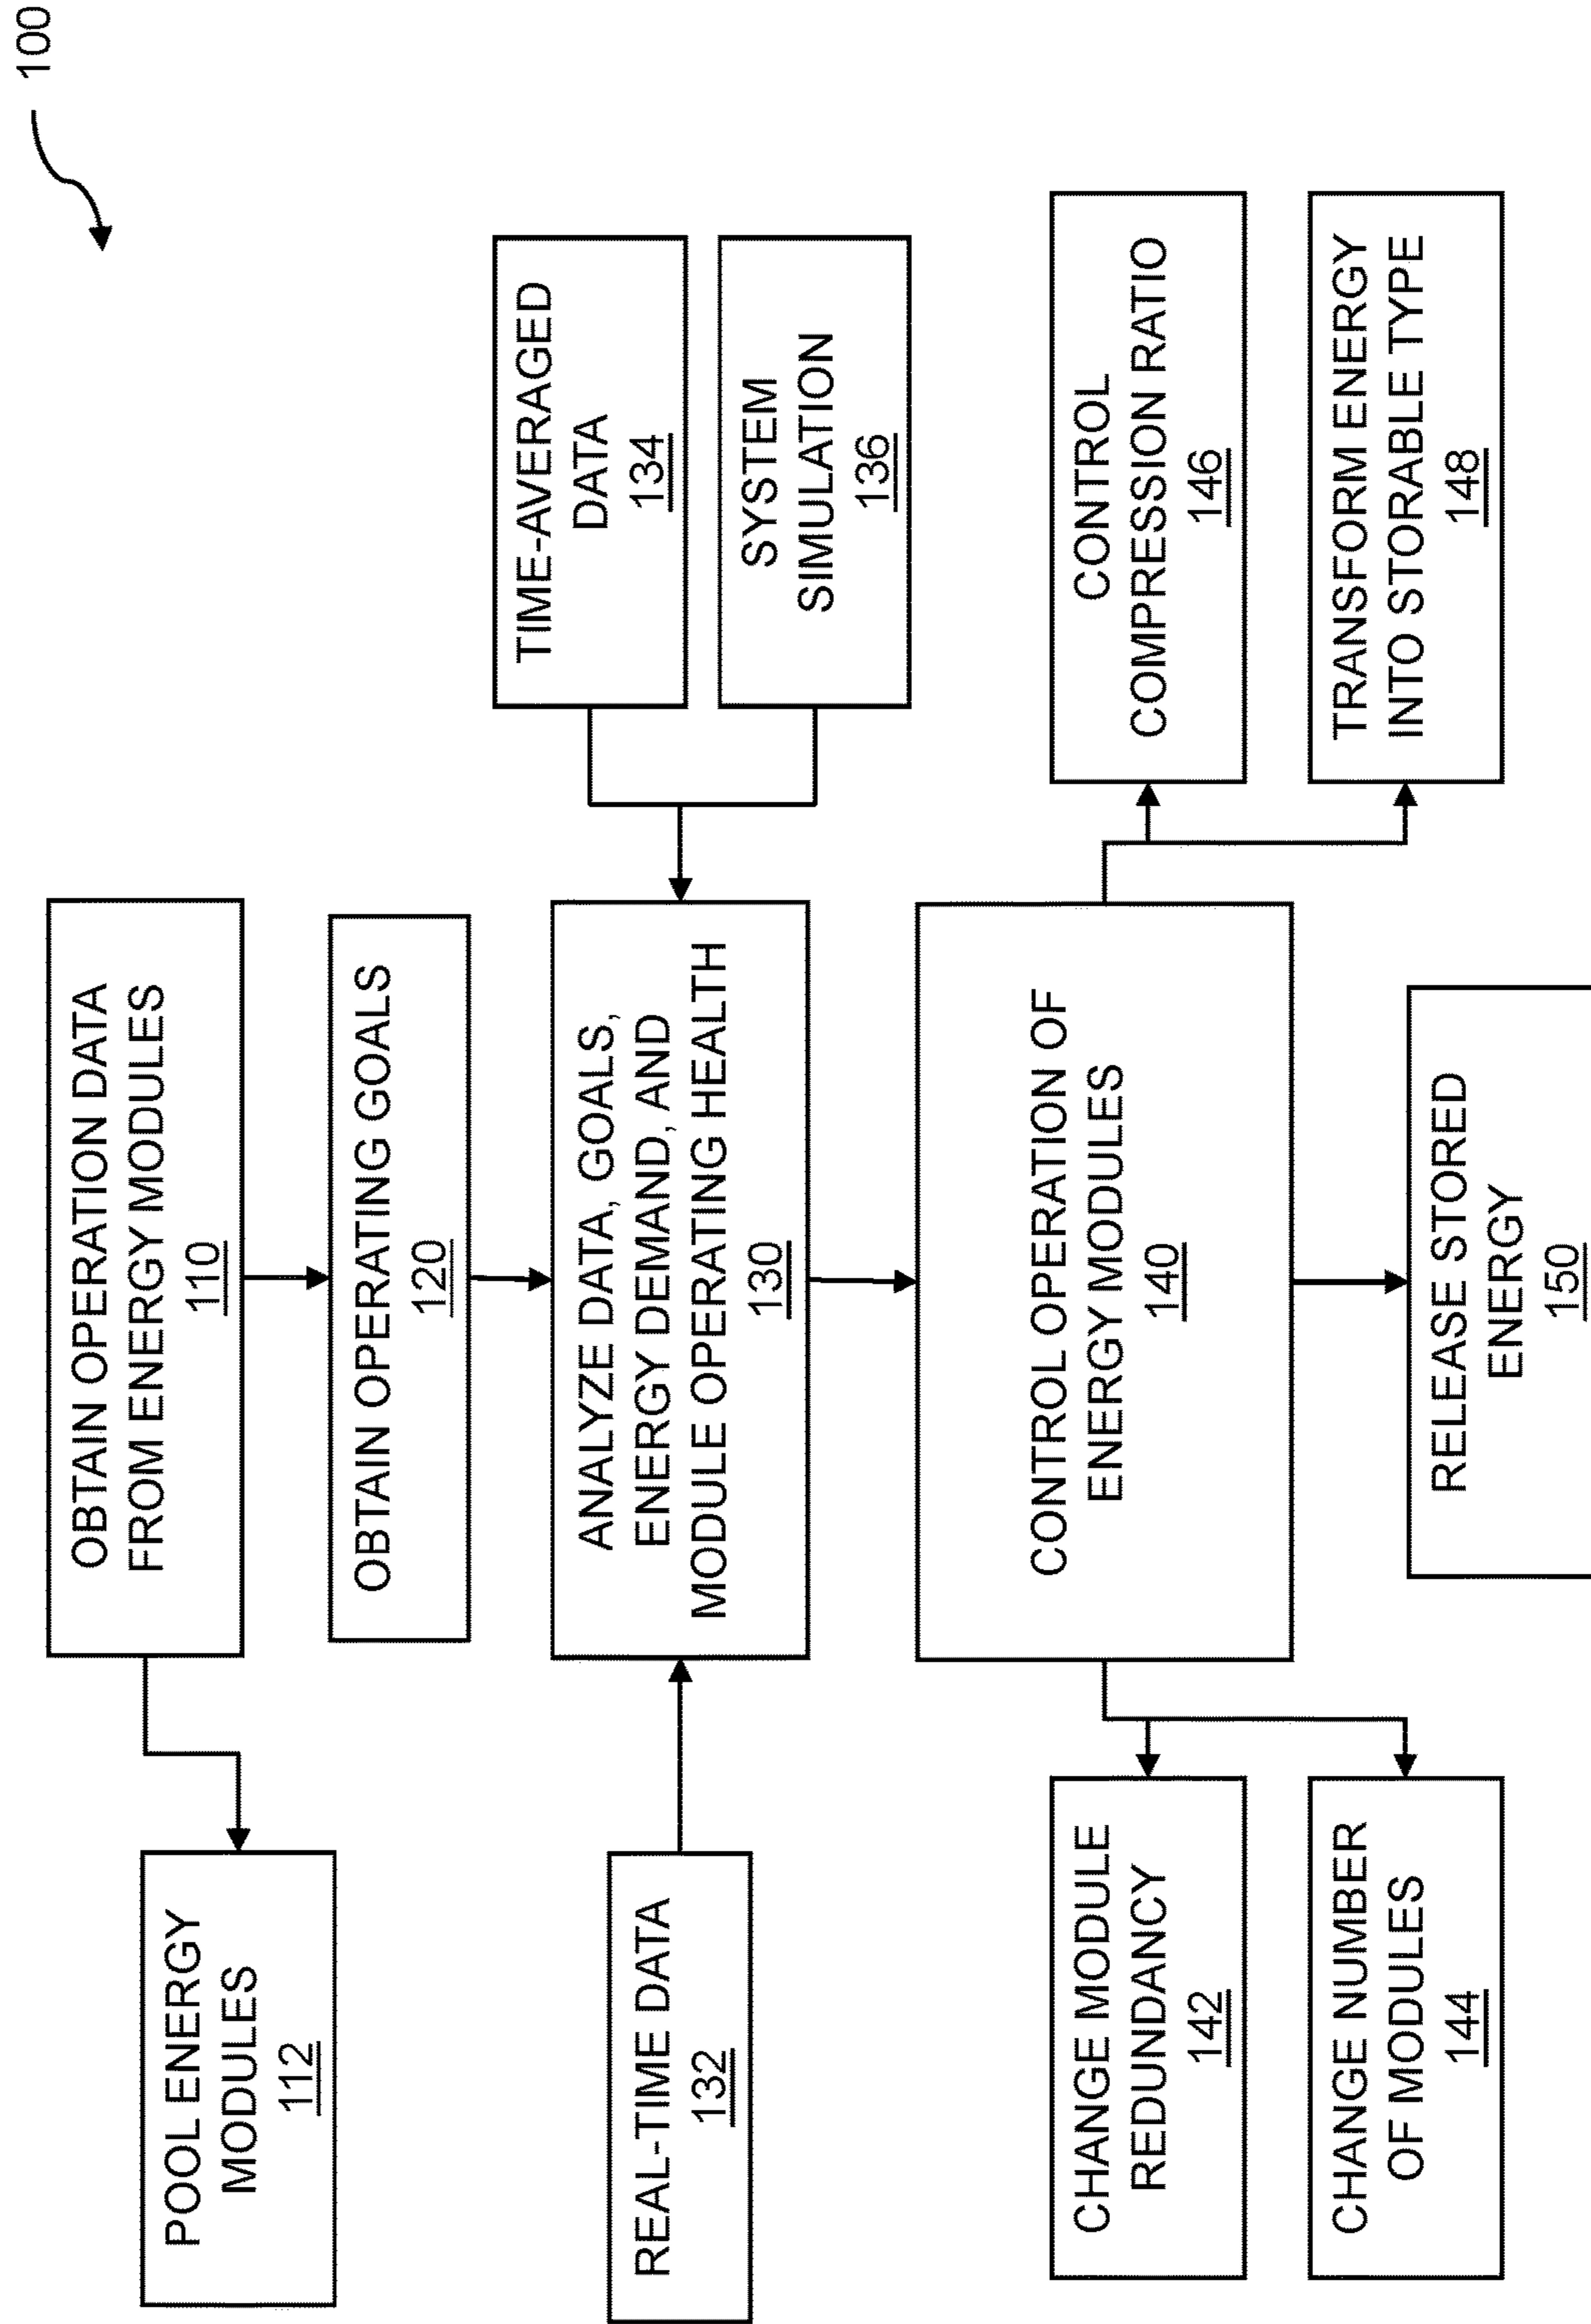 100
OBTAIN OPERATION DATA
FROM ENERGY MODULES
110
POOL ENERGY
MODULES
112
OBTAIN OPERATING GOALS
120
ANALYZE DATA, GOALS,
ENERGY DEMAND, AND
MODULE OPERATING HEALTH
130
REAL-TIME DATA
132
TIME-AVERAGED
DATA
134
SYSTEM
SIMULATION
136
CONTROL OPERATION OF
ENERGY MODULES
140
CHANGE MODULE
REDUNDANCY
142
CHANGE NUMBER
OF MODULES
144
CONTROL
COMPRESSION RATIO
146
TRANSFORM ENERGY
INTO STORABLE TYPE
148
RELEASE STORED
ENERGY
150